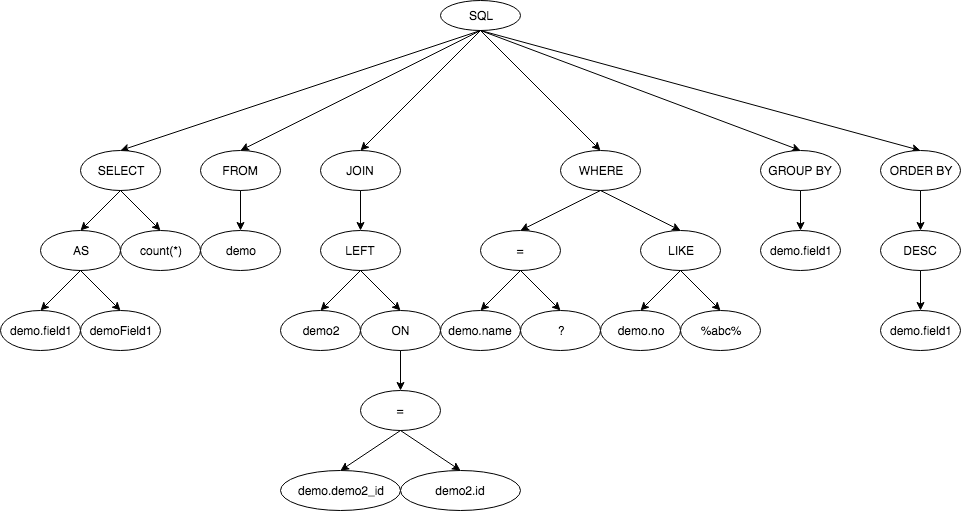 SQL
SELECT
FROM
JOIN
WHERE
GROUP BY
ORDER BY
AS
count(*)
demo
LEFT
=
LIKE
demo.field1
DESC
demo.field1
demoField1
demo2
ON
demo.name
?
demo.no
%abc%
demo.field1
=
demo.demo2_id
demo2.id